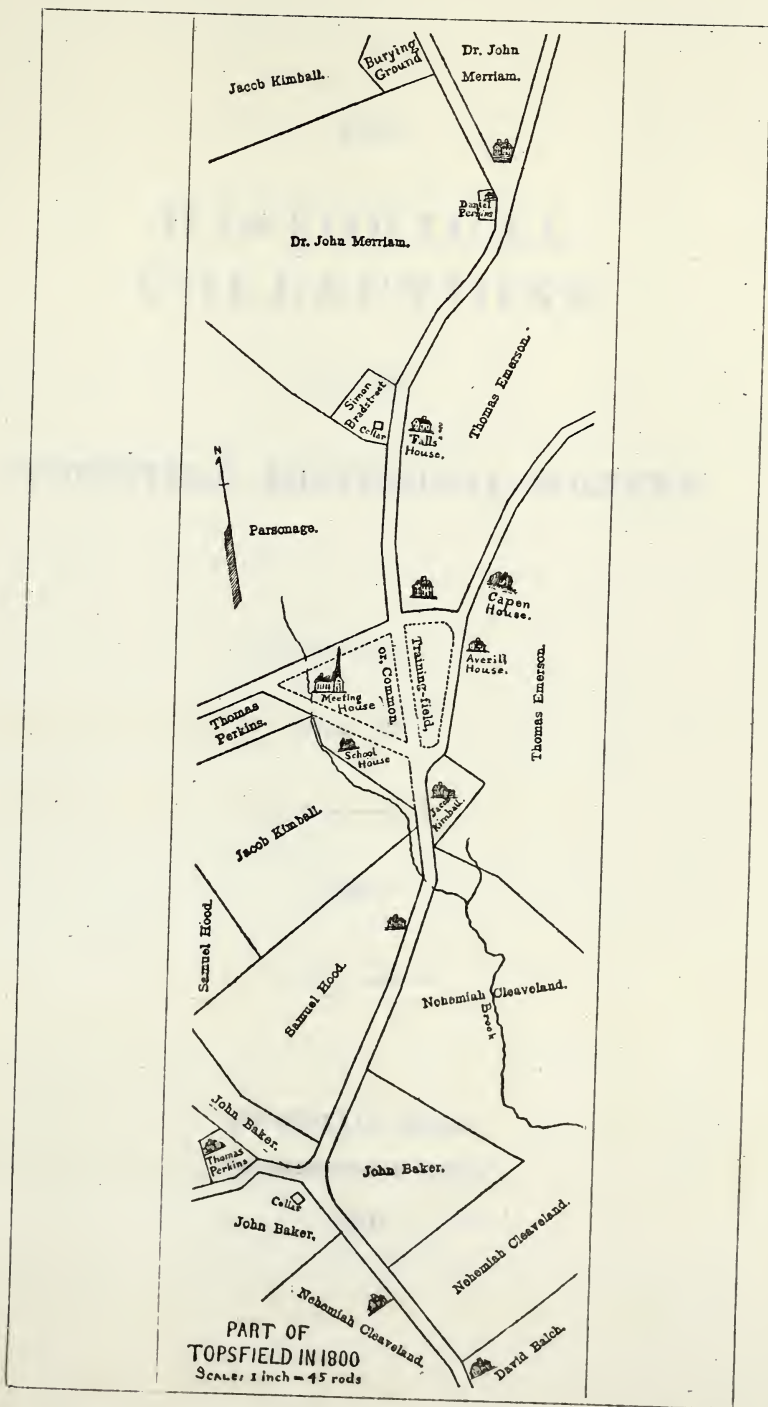 Jacob Kimball.
Burying
Ground
Dr. John
Merriam.
Daniel
Perkins
Dr. John Merriam.
Thomas Emerson.
Simon
Bradstreet
Cellar
"Falls"
House.
N
Parsonage.
Capen
House.
Averill
House.
Training-field,
or, Common.
Meeting
House
Thomas
Perkins.
School
House
Thomas Emerson.
Jacob
Kimball.
Jacob Kimball.
Samuel Hood.
Samuel Hood.
Nehemiah Cleaveland.
Brook
John Baker.
Thomas
Perkins
John Baker.
Cellar
John Baker.
Nehemiah Cleaveland.
Nehemiah Cleaveland.
David Balch.
PART OF
TOPSFIELD IN 1800
SCALE: 1 inch = 45 rods